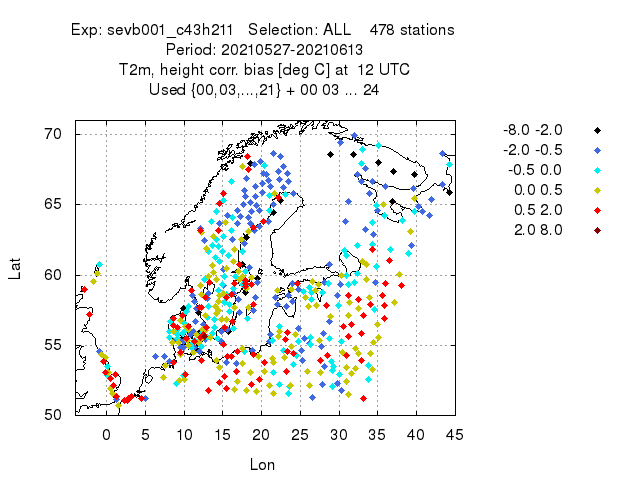 Exp: sevb001_c43h211 Selection: ALL 478 stations
Period: 20210527-20210613
T2m, height corr. bias [deg C] at 12 UTC
Used {00,03,...,21} + 00 03 ... 24
-8.0 -2.0
-2.0 -0.5
-0.5 0.0
0.0 0.5
0.5 2.0
2.0 8.0
70
65
60
55
50
Lat
0 5 10 15 20 25 30 35 40 45
Lon